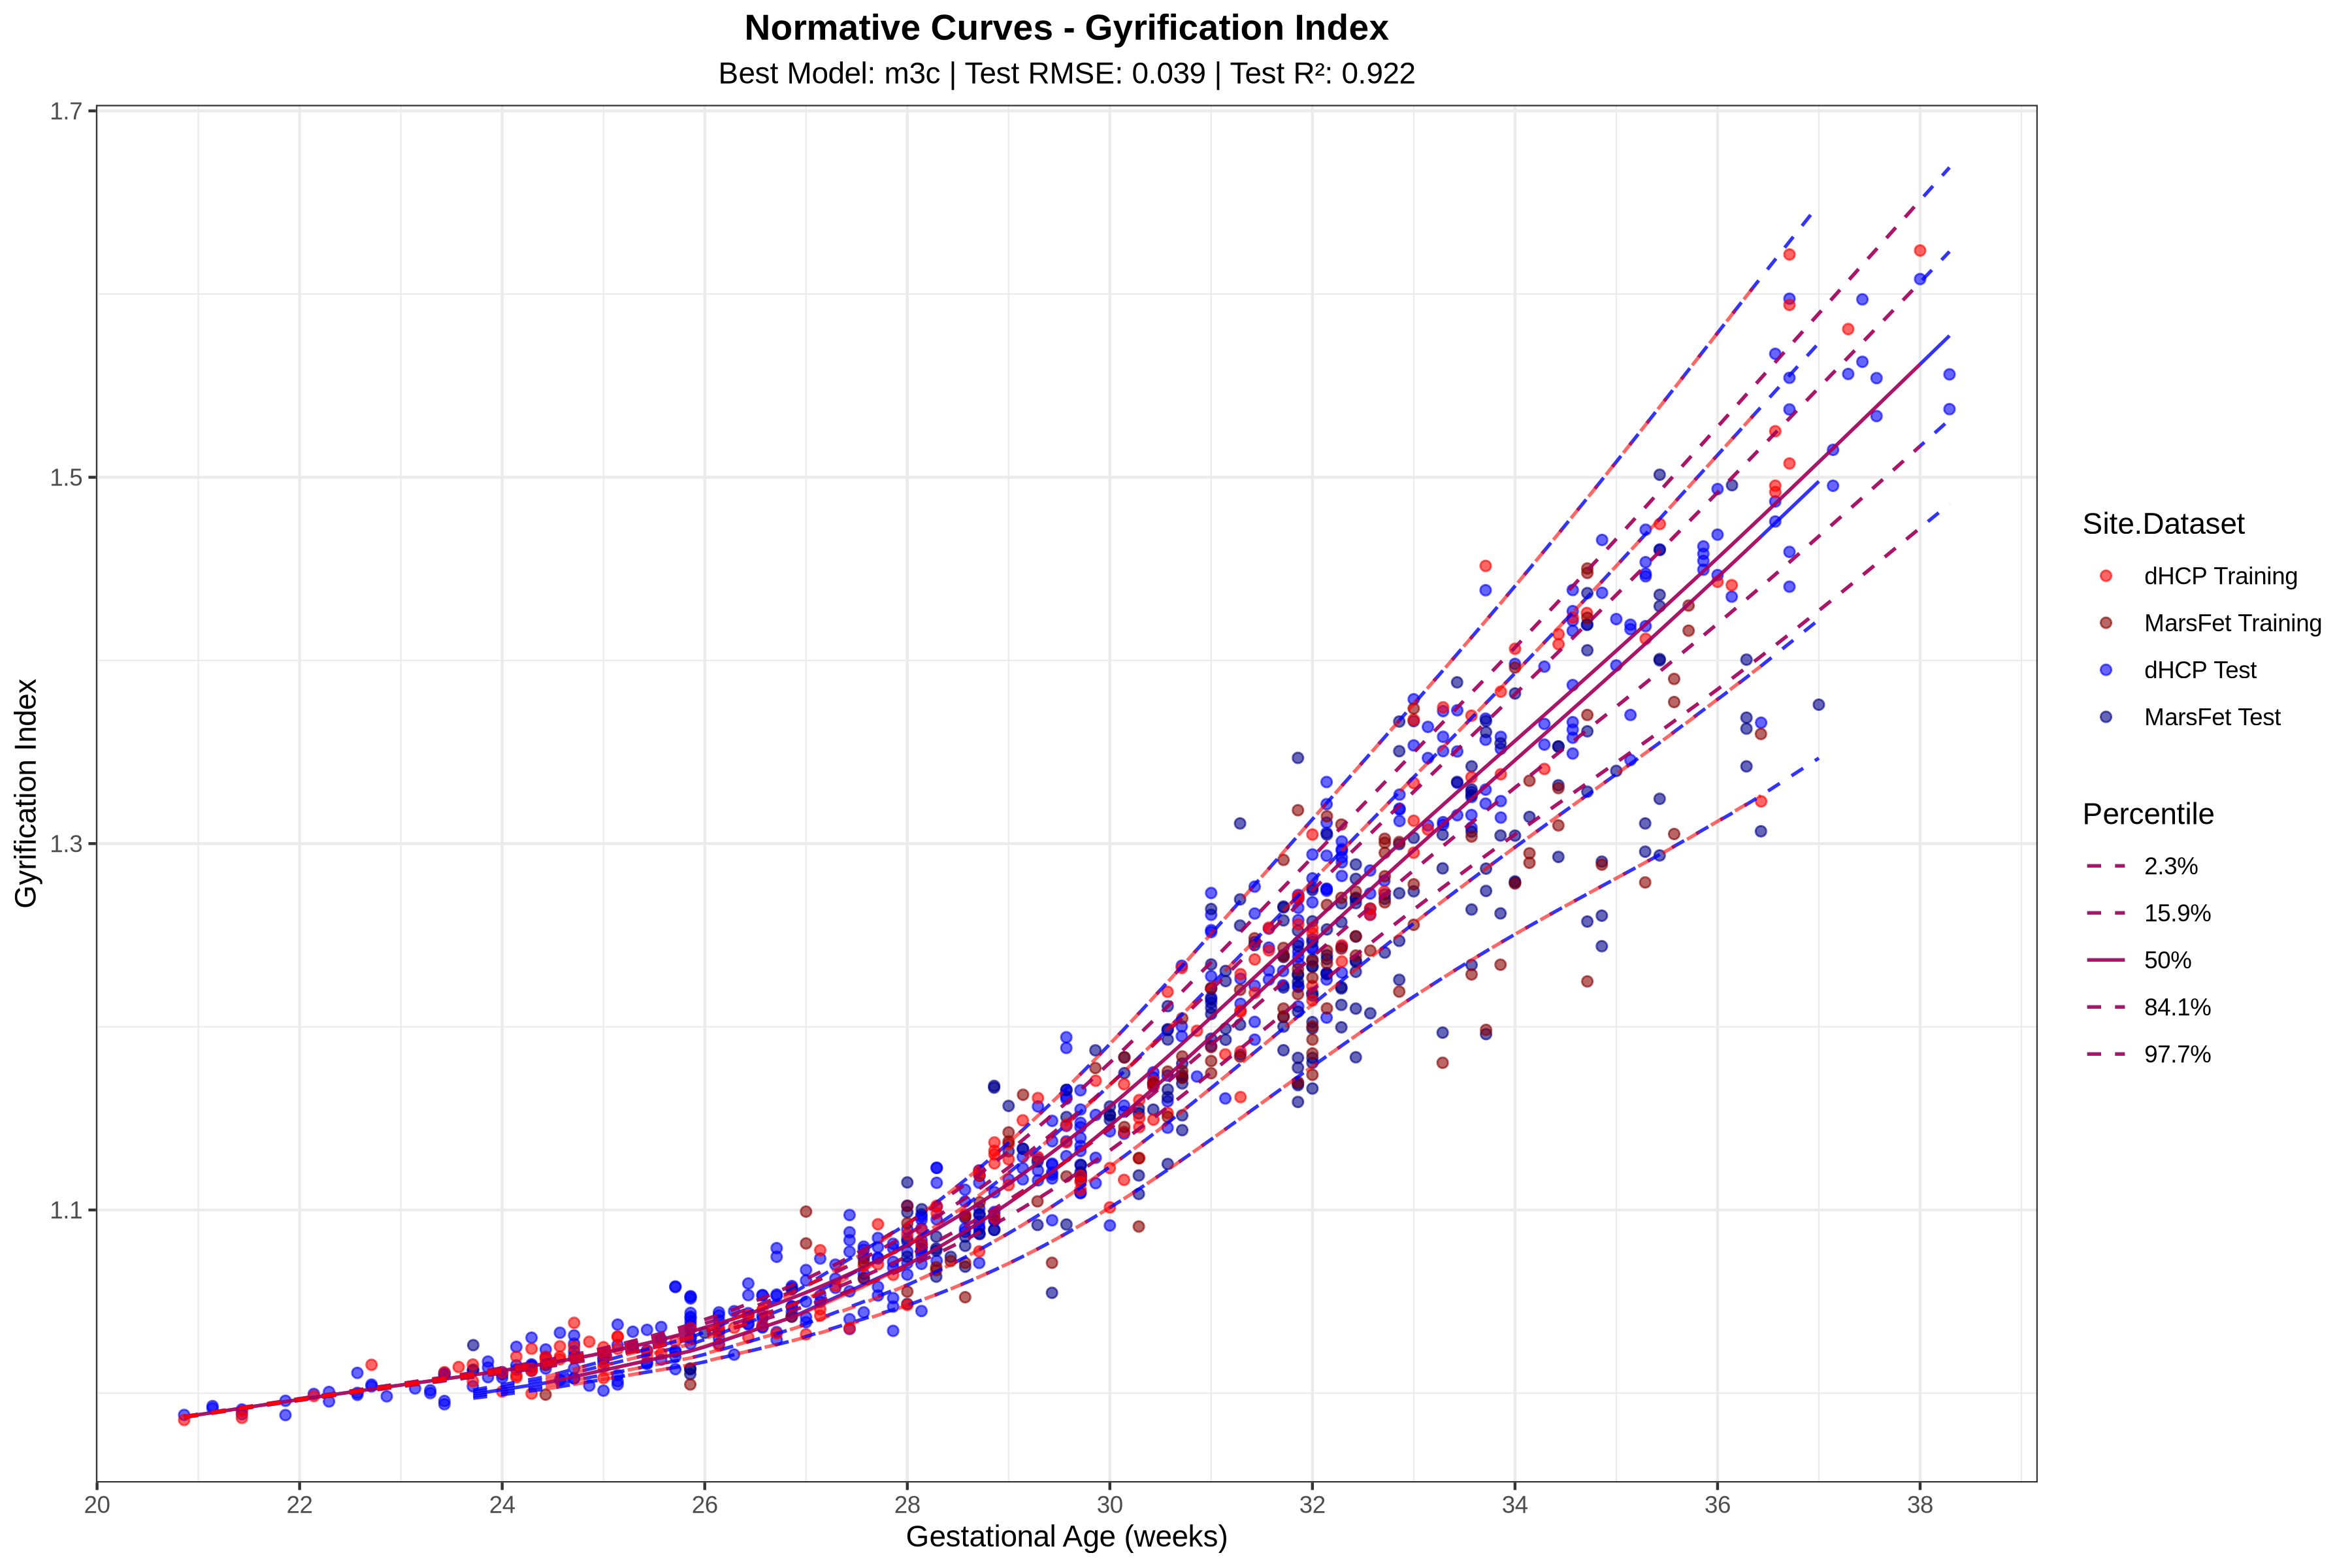 Normative Curves - Gyrification Index
Best Model: m3c | Test RMSE: 0.039 | Test R²: 0.922
1.7
1.5
1.3
1.1
Gyrification Index
20 22 24 26 28 30 32 34 36 38
Gestational Age (weeks)
Site.Dataset
dHCP Training
MarsFet Training
dHCP Test
MarsFet Test
Percentile
2.3%
15.9%
50%
84.1%
97.7%